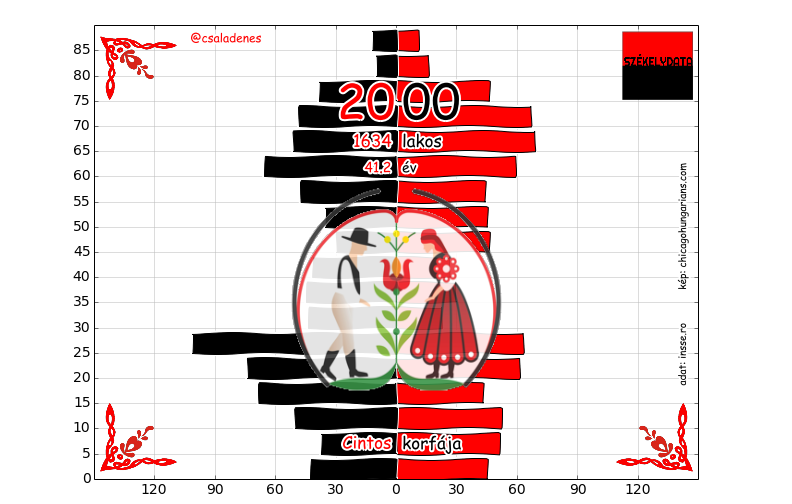 @csaladenes
SZÉKELYDATA
2000
1634 lakos
41.2 év
kép: chicagohungarians.com
adat: insse.ro
Cintos korfája
85
80
75
70
65
60
55
50
45
40
35
30
25
20
15
10
5
0
120 90 60 30 0 30 60 90 120